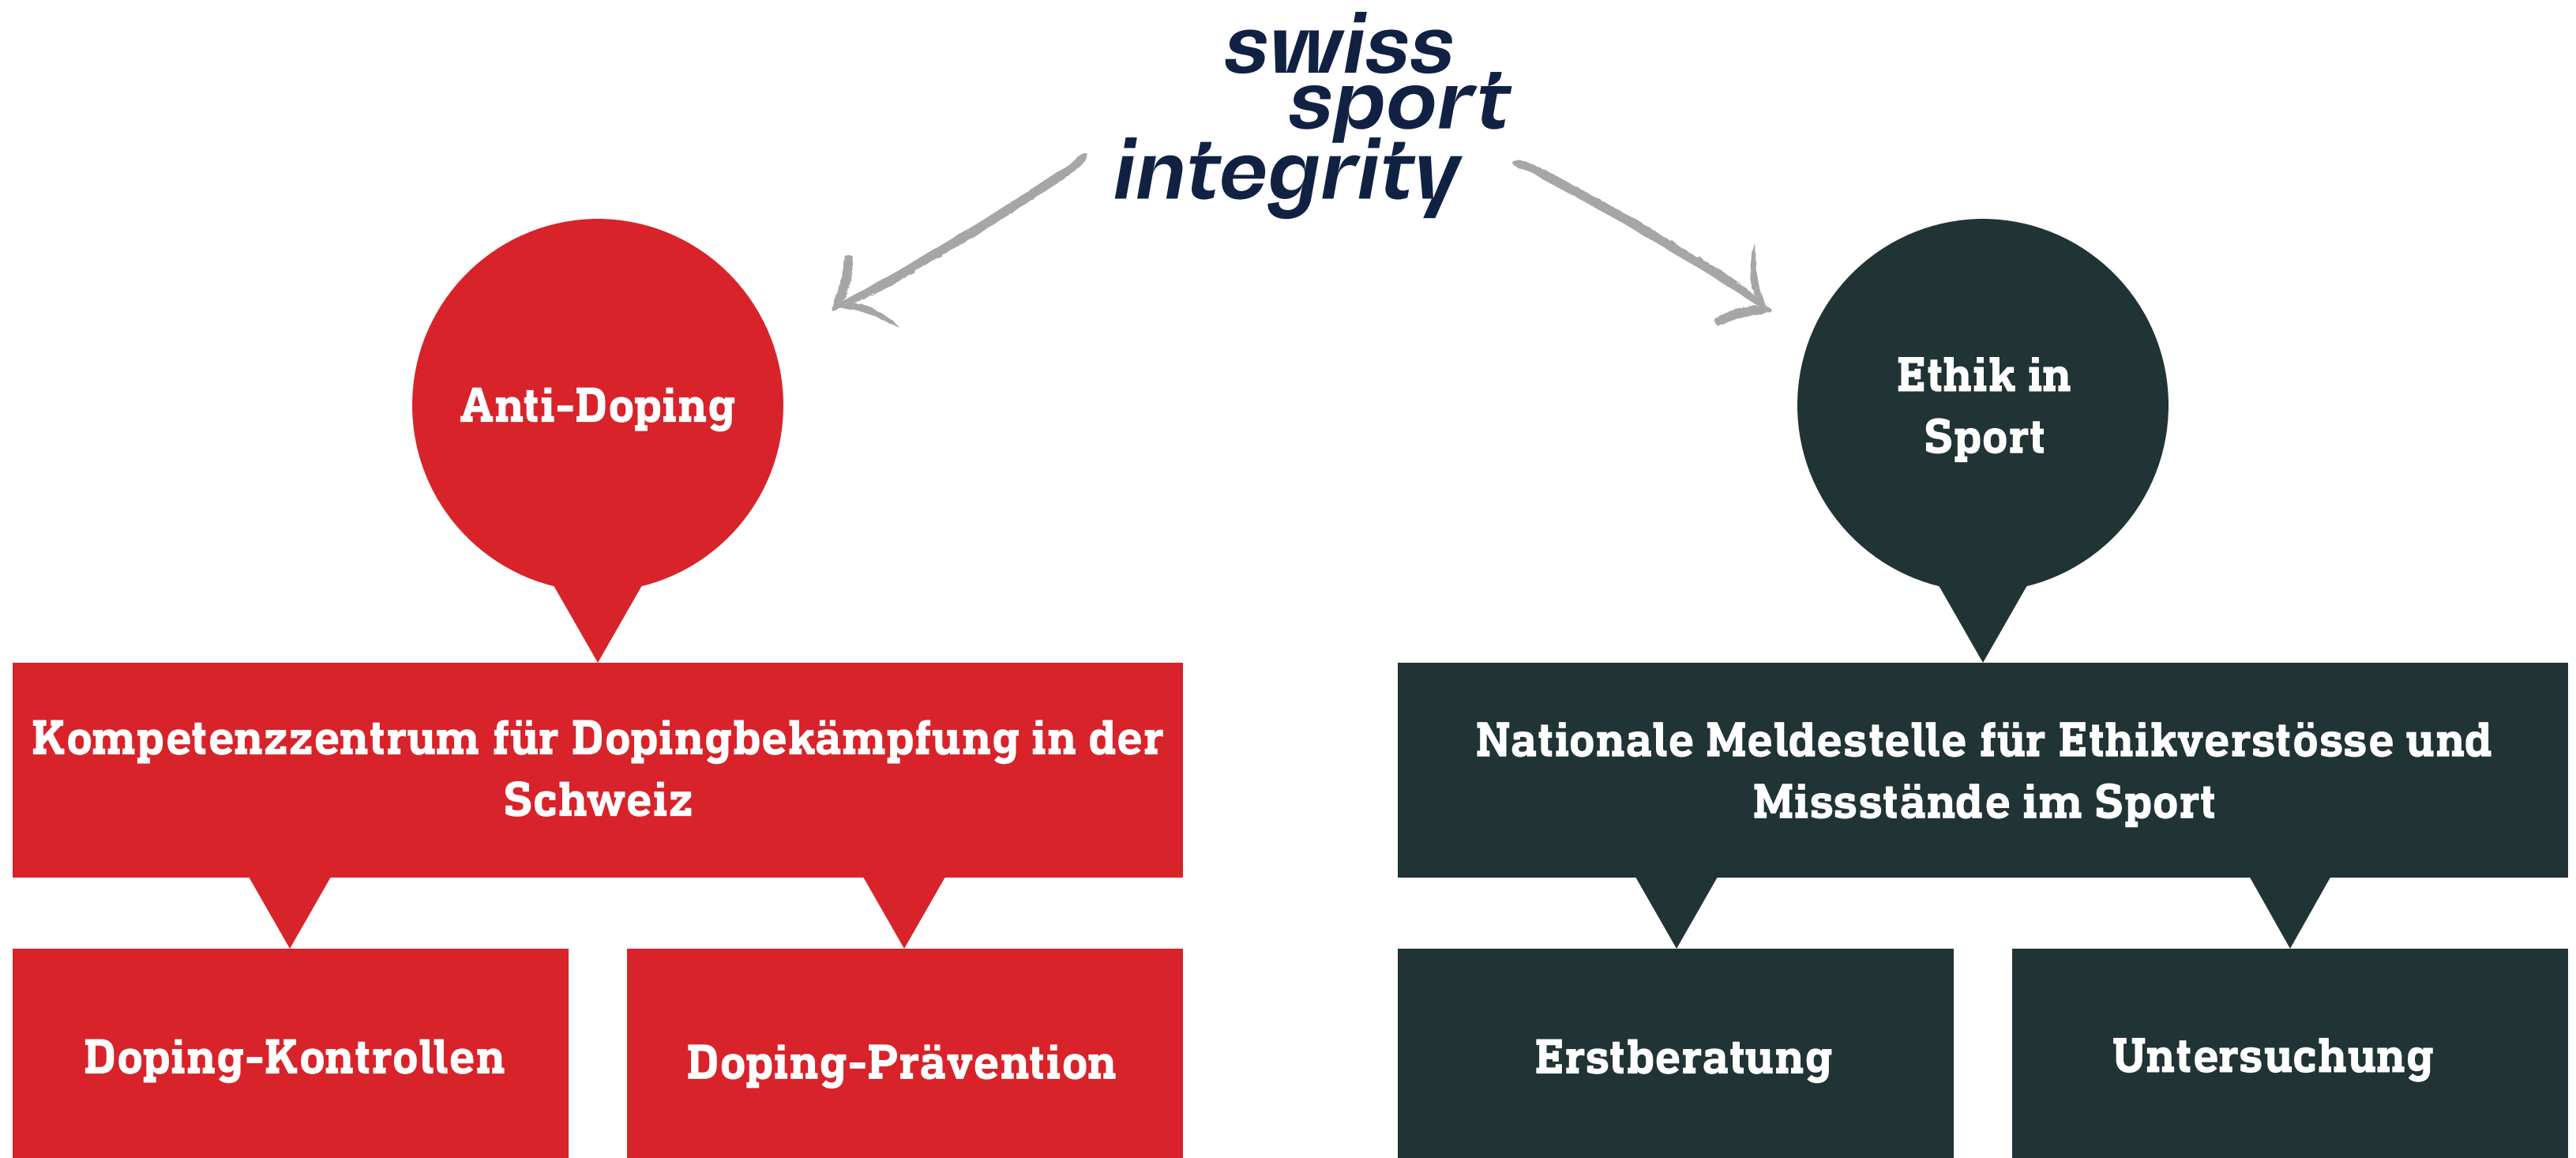 swiss
sport
integrity
Anti-Doping
Ethik in
Sport
Kompetenzzentrum für Dopingbekämpfung in der
Schweiz
Nationale Meldestelle für Ethikverstösse und
Missstände im Sport
Doping-Kontrollen
Doping-Prävention
Erstberatung
Untersuchung